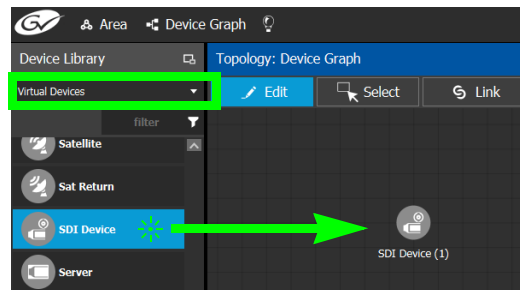 GV Area Device Graph
Device Library
Topology: Device Graph
Virtual Devices
Edit Select Link
filter
Satellite
Sat Return
SDI Device
SDI Device (1)
Server